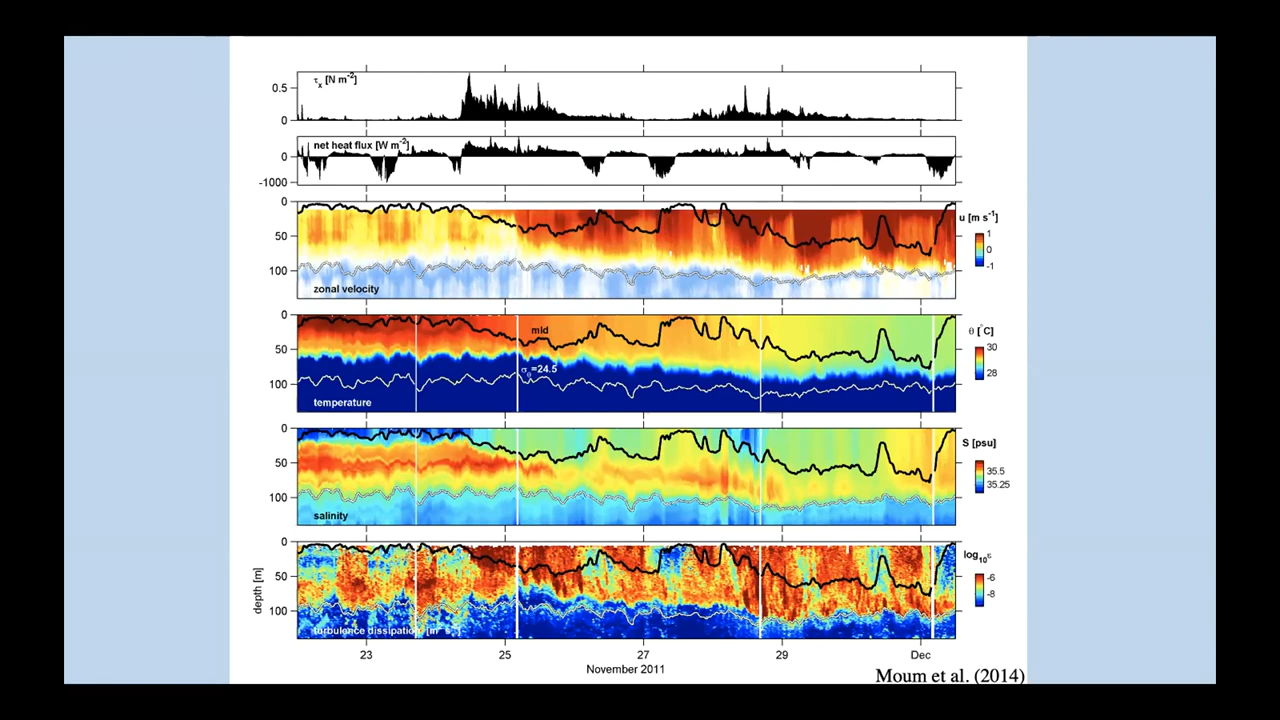 τx [N m-2]
0.5
0
net heat flux [W m-2]
0
-1000
0
50
100
zonal velocity
u [m s-1]
1
0
-1
0
50
100
mld
σθ=24.5
temperature
θ [°C]
30
28
0
50
100
salinity
S [psu]
35.5
35.25
0
50
100
depth [m]
turbulence dissipation
log10ε
-6
-8
23
25
27
29
Dec
November 2011
Moum et al. (2014)